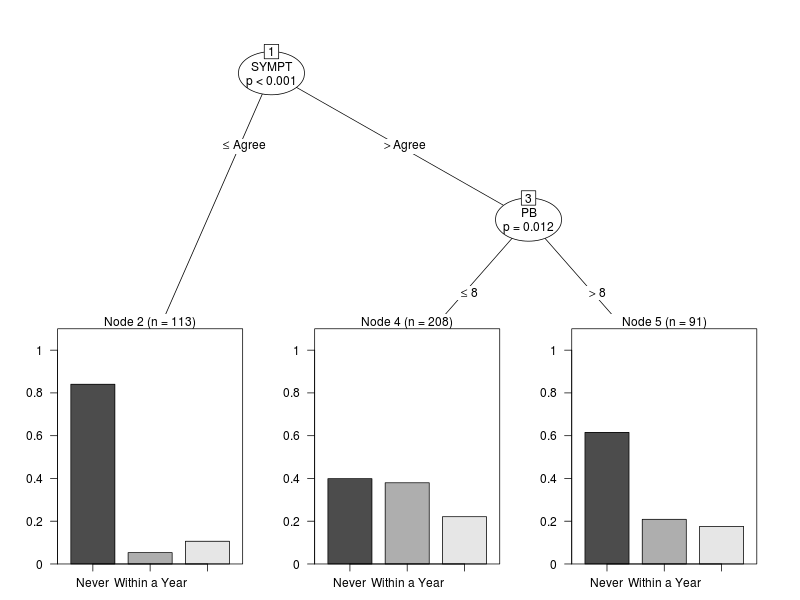 1
SYMPT
p < 0.001
≤ Agree
> Agree
3
PB
p = 0.012
≤ 8
> 8
Node 2 (n = 113)
1
0.8
0.6
0.4
0.2
0
Never Within a Year
Node 4 (n = 208)
1
0.8
0.6
0.4
0.2
0
Never Within a Year
Node 5 (n = 91)
1
0.8
0.6
0.4
0.2
0
Never Within a Year